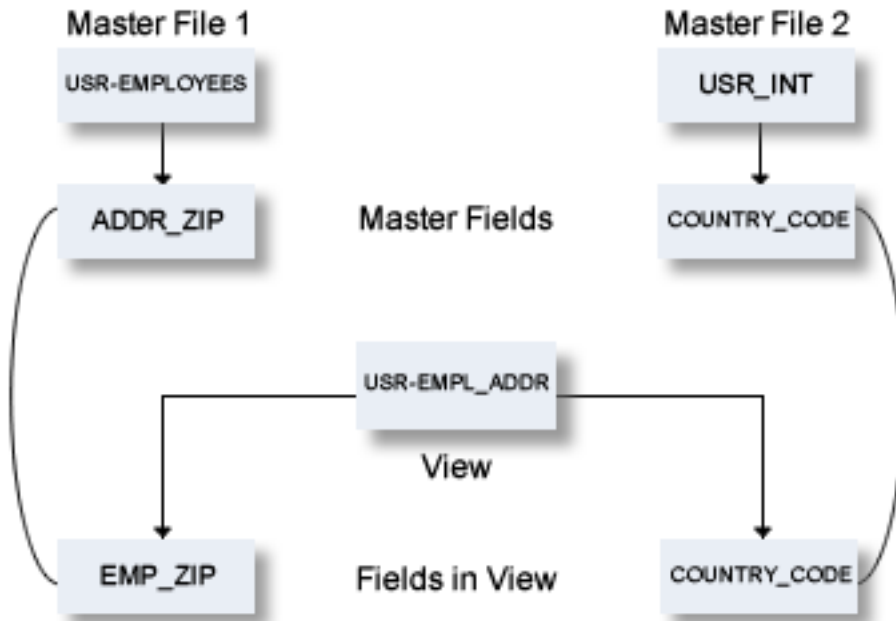 Master File 1
Master File 2
USR-EMPLOYEES
USR_INT
ADDR_ZIP
Master Fields
COUNTRY_CODE
USR-EMPL_ADDR
View
EMP_ZIP
Fields in View
COUNTRY_CODE